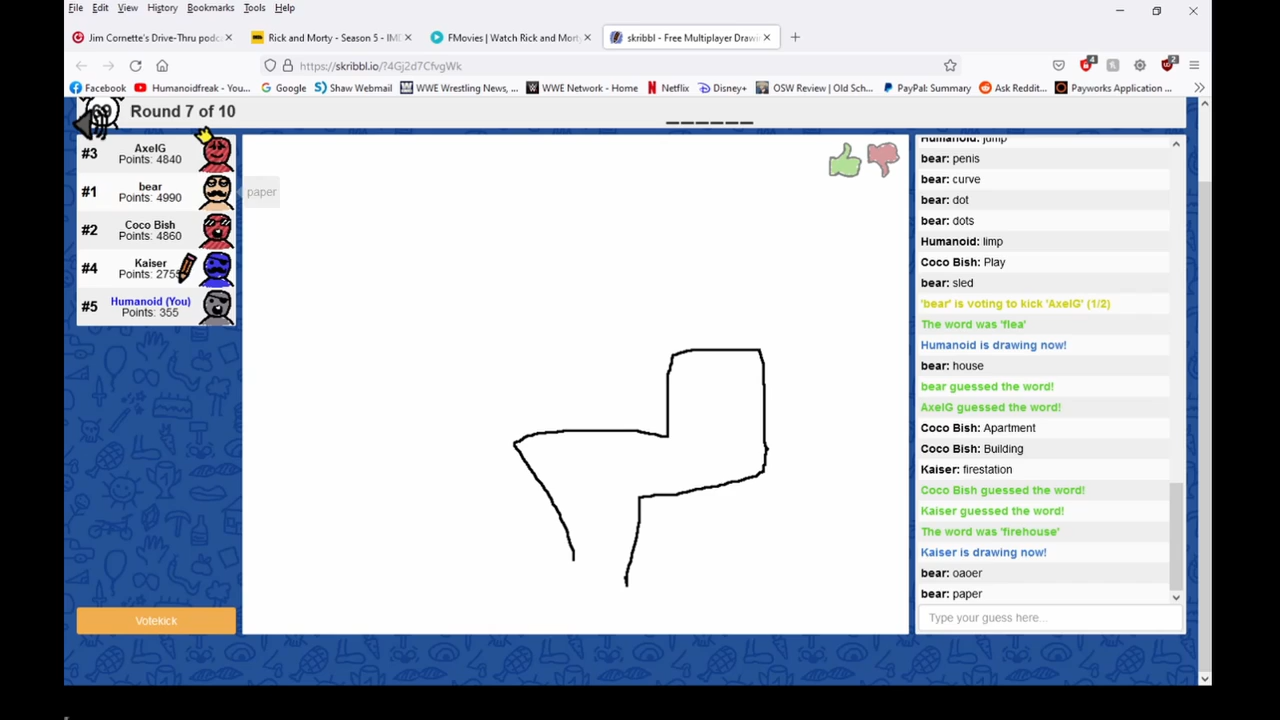 File Edit View History Bookmarks Tools Help
Jim Cornette's Drive-Thru podc
Rick and Morty - Season 5 - IM
FMovies | Watch Rick and Mort
skribbl - Free Multiplayer Drawi
https://skribbl.io/?4Gj2d7CfvgWk
4
2
Facebook Humanoidfreak - You... Google Shaw Webmail WWE Wrestling News, ... WWE Network - Home Netflix Disney+ OSW Review | Old Sch... PayPal: Summary Ask Reddit... Payworks Application ...
Round 7 of 10
_ _ _ _ _ _
#3 AxelG
Points: 4840
#1 bear
Points: 4990
paper
#2 Coco Bish
Points: 4860
#4 Kaiser
Points: 2755
#5 Humanoid (You)
Points: 355
Votekick
Humanoid: jump
bear: penis
bear: curve
bear: dot
bear: dots
Humanoid: limp
Coco Bish: Play
bear: sled
'bear' is voting to kick 'AxelG' (1/2)
The word was 'flea'
Humanoid is drawing now!
bear: house
bear guessed the word!
AxelG guessed the word!
Coco Bish: Apartment
Coco Bish: Building
Kaiser: firestation
Coco Bish guessed the word!
Kaiser guessed the word!
The word was 'firehouse'
Kaiser is drawing now!
bear: oaoer
bear: paper
Type your guess here...